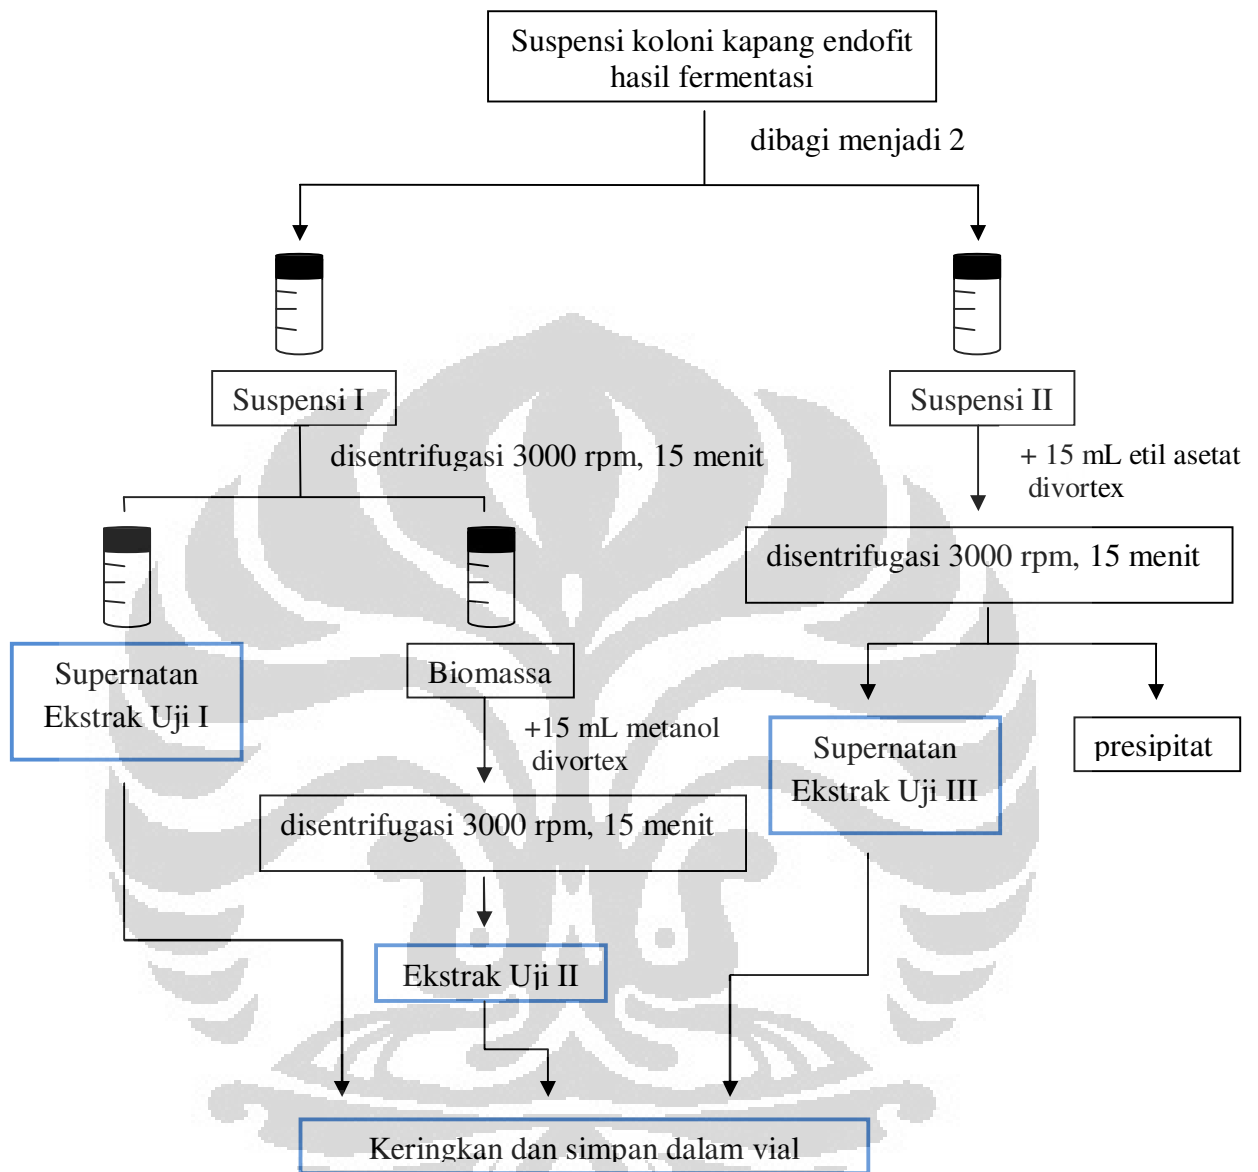 Suspensi koloni kapang endofit
hasil fermentasi
dibagi menjadi 2
Suspensi I
Suspensi II
disentrifugasi 3000 rpm, 15 menit
+ 15 mL etil asetat
divortex
disentrifugasi 3000 rpm, 15 menit
Supernatan
Ekstrak Uji I
Biomassa
+15 mL metanol
divortex
Supernatan
Ekstrak Uji III
presipitat
disentrifugasi 3000 rpm, 15 menit
Ekstrak Uji II
Keringkan dan simpan dalam vial